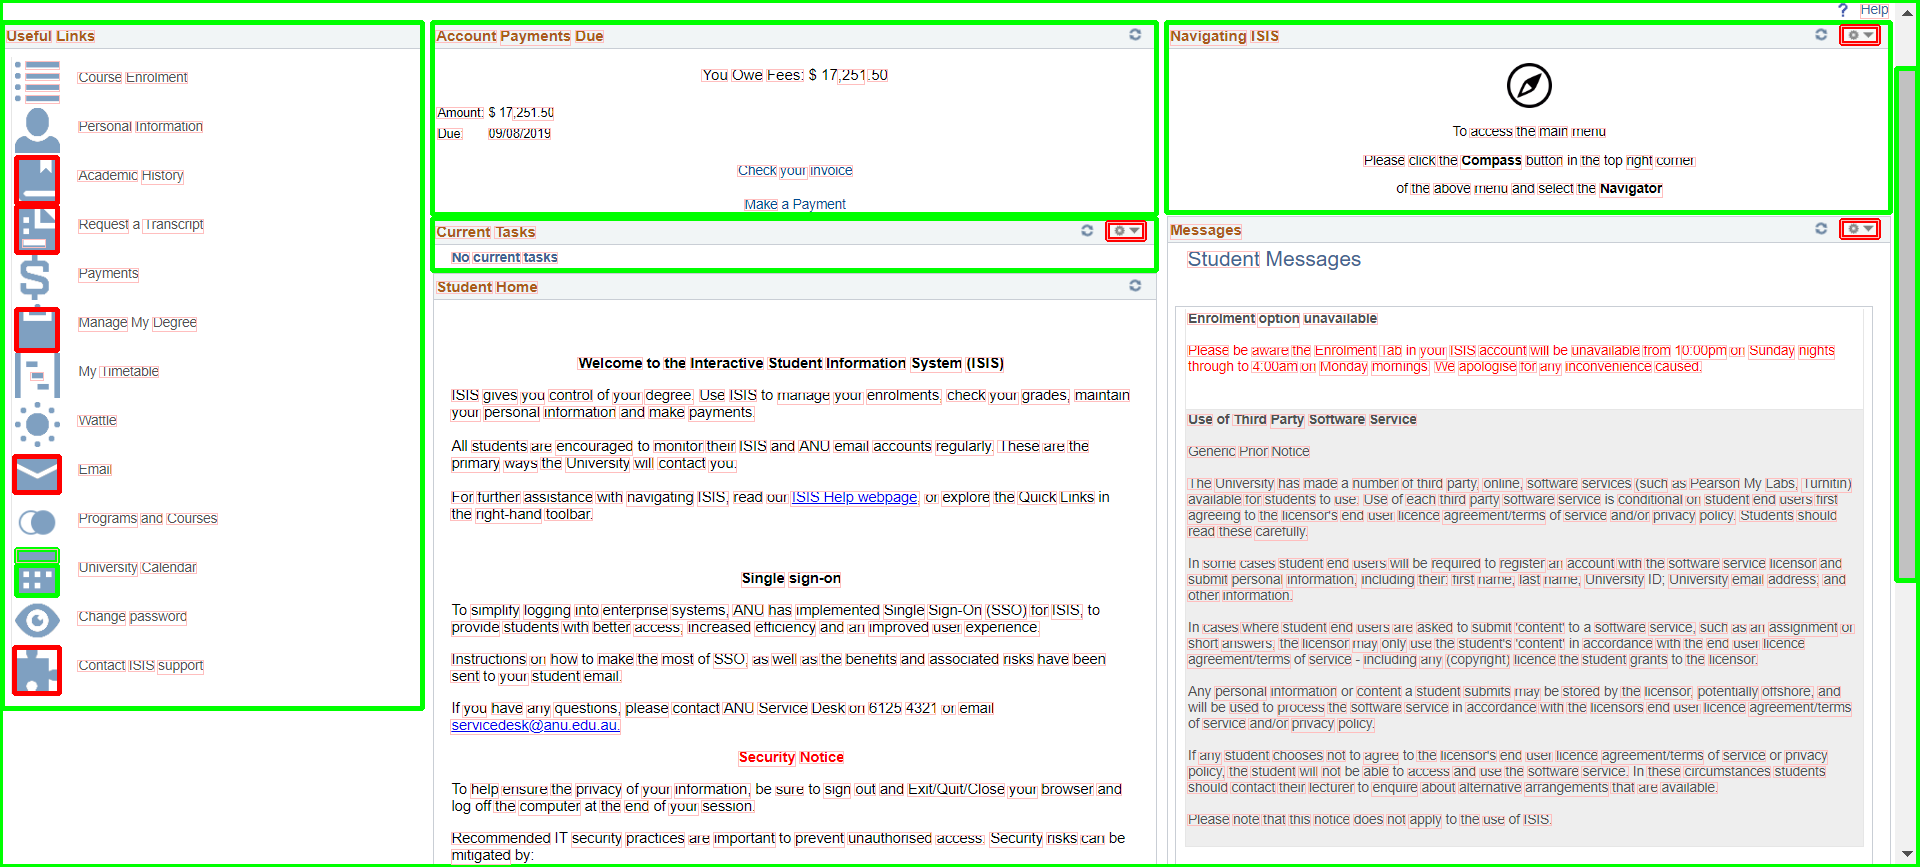 ? Help
Useful Links
Course Enrolment
Personal Information
Academic History
Request a Transcript
Payments
Manage My Degree
My Timetable
Wattle
Email
Programs and Courses
University Calendar
Change password
Contact ISIS support
Account Payments Due
You Owe Fees: $ 17,251.50
Amount: $ 17,251.50
Due 09/08/2019
Check your invoice
Make a Payment
Current Tasks
No current tasks
Student Home
Welcome to the Interactive Student Information System (ISIS)
ISIS gives you control of your degree. Use ISIS to manage your enrolments, check your grades, maintain
your personal information and make payments.
All students are encouraged to monitor their ISIS and ANU email accounts regularly. These are the
primary ways the University will contact you.
For further assistance with navigating ISIS, read our ISIS Help webpage, or explore the Quick Links in
the right-hand toolbar.
Single sign-on
To simplify logging into enterprise systems, ANU has implemented Single Sign-On (SSO) for ISIS, to
provide students with better access, increased efficiency and an improved user experience.
Instructions on how to make the most of SSO, as well as the benefits and associated risks have been
sent to your student email.
If you have any questions, please contact ANU Service Desk on 6125 4321 or email
servicedesk@anu.edu.au.
Security Notice
To help ensure the privacy of your information, be sure to sign out and Exit/Quit/Close your browser and
log off the computer at the end of your session.
Recommended IT security practices are important to prevent unauthorised access. Security risks can be
mitigated by:
Navigating ISIS
To access the main menu
Please click the Compass button in the top right corner
of the above menu and select the Navigator
Messages
Student Messages
Enrolment option unavailable
Please be aware the Enrolment Tab in your ISIS account will be unavailable from 10:00pm on Sunday nights
through to 4:00am on Monday mornings. We apologise for any inconvenience caused.
Use of Third Party Software Service
Generic Prior Notice
The University has made a number of third party, online, software services (such as Pearson My Labs, Turnitin)
available for students to use. Use of each third party software service is conditional on student end users first
agreeing to the licensor's end user licence agreement/terms of service and/or privacy policy. Students should
read these carefully.
In some cases student end users will be required to register an account with the software service licensor and
submit personal information, including their: first name, last name, University ID; University email address; and
other information.
In cases where student end users are asked to submit 'content' to a software service, such as an assignment or
short answers, the licensor may only use the student's 'content' in accordance with the end user licence
agreement/terms of service - including any (copyright) licence the student grants to the licensor.
Any personal information or content a student submits may be stored by the licensor, potentially offshore, and
will be used to process the software service in accordance with the licensors end user licence agreement/terms
of service and/or privacy policy.
If any student chooses not to agree to the licensor's end user licence agreement/terms of service or privacy
policy, the student will not be able to access and use the software service. In these circumstances students
should contact their lecturer to enquire about alternative arrangements that are available.
Please note that this notice does not apply to the use of ISIS.